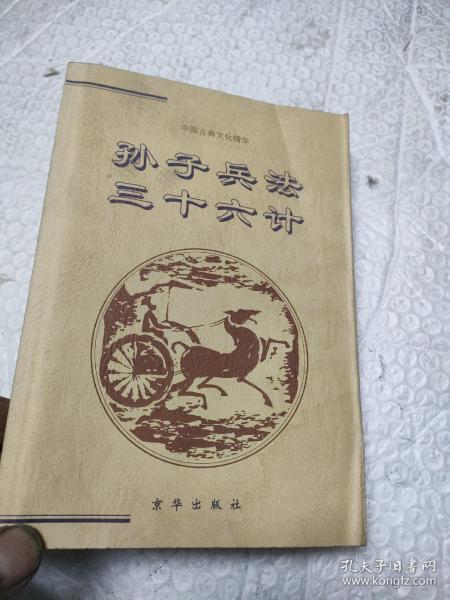 中国古典文化精华
孙子兵法
三十六计
京华出版社
孔夫子旧书网
www.kongfz.com